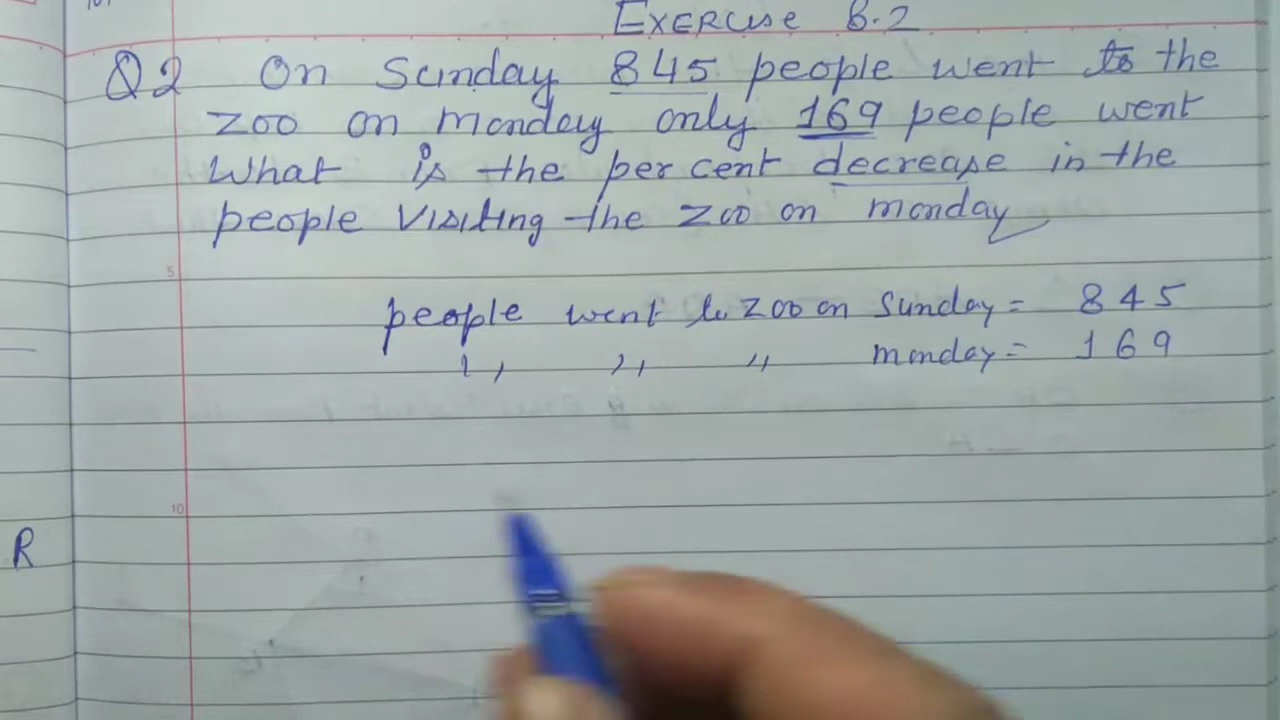 Exercise 8.2
Q2 On Sunday 845 people went to the
zoo on monday only 169 people went
What is the per cent decrease in the
people visiting the zoo on monday
people went to zoo on Sunday = 845
,, ,, ,, monday = 169
5
10
R